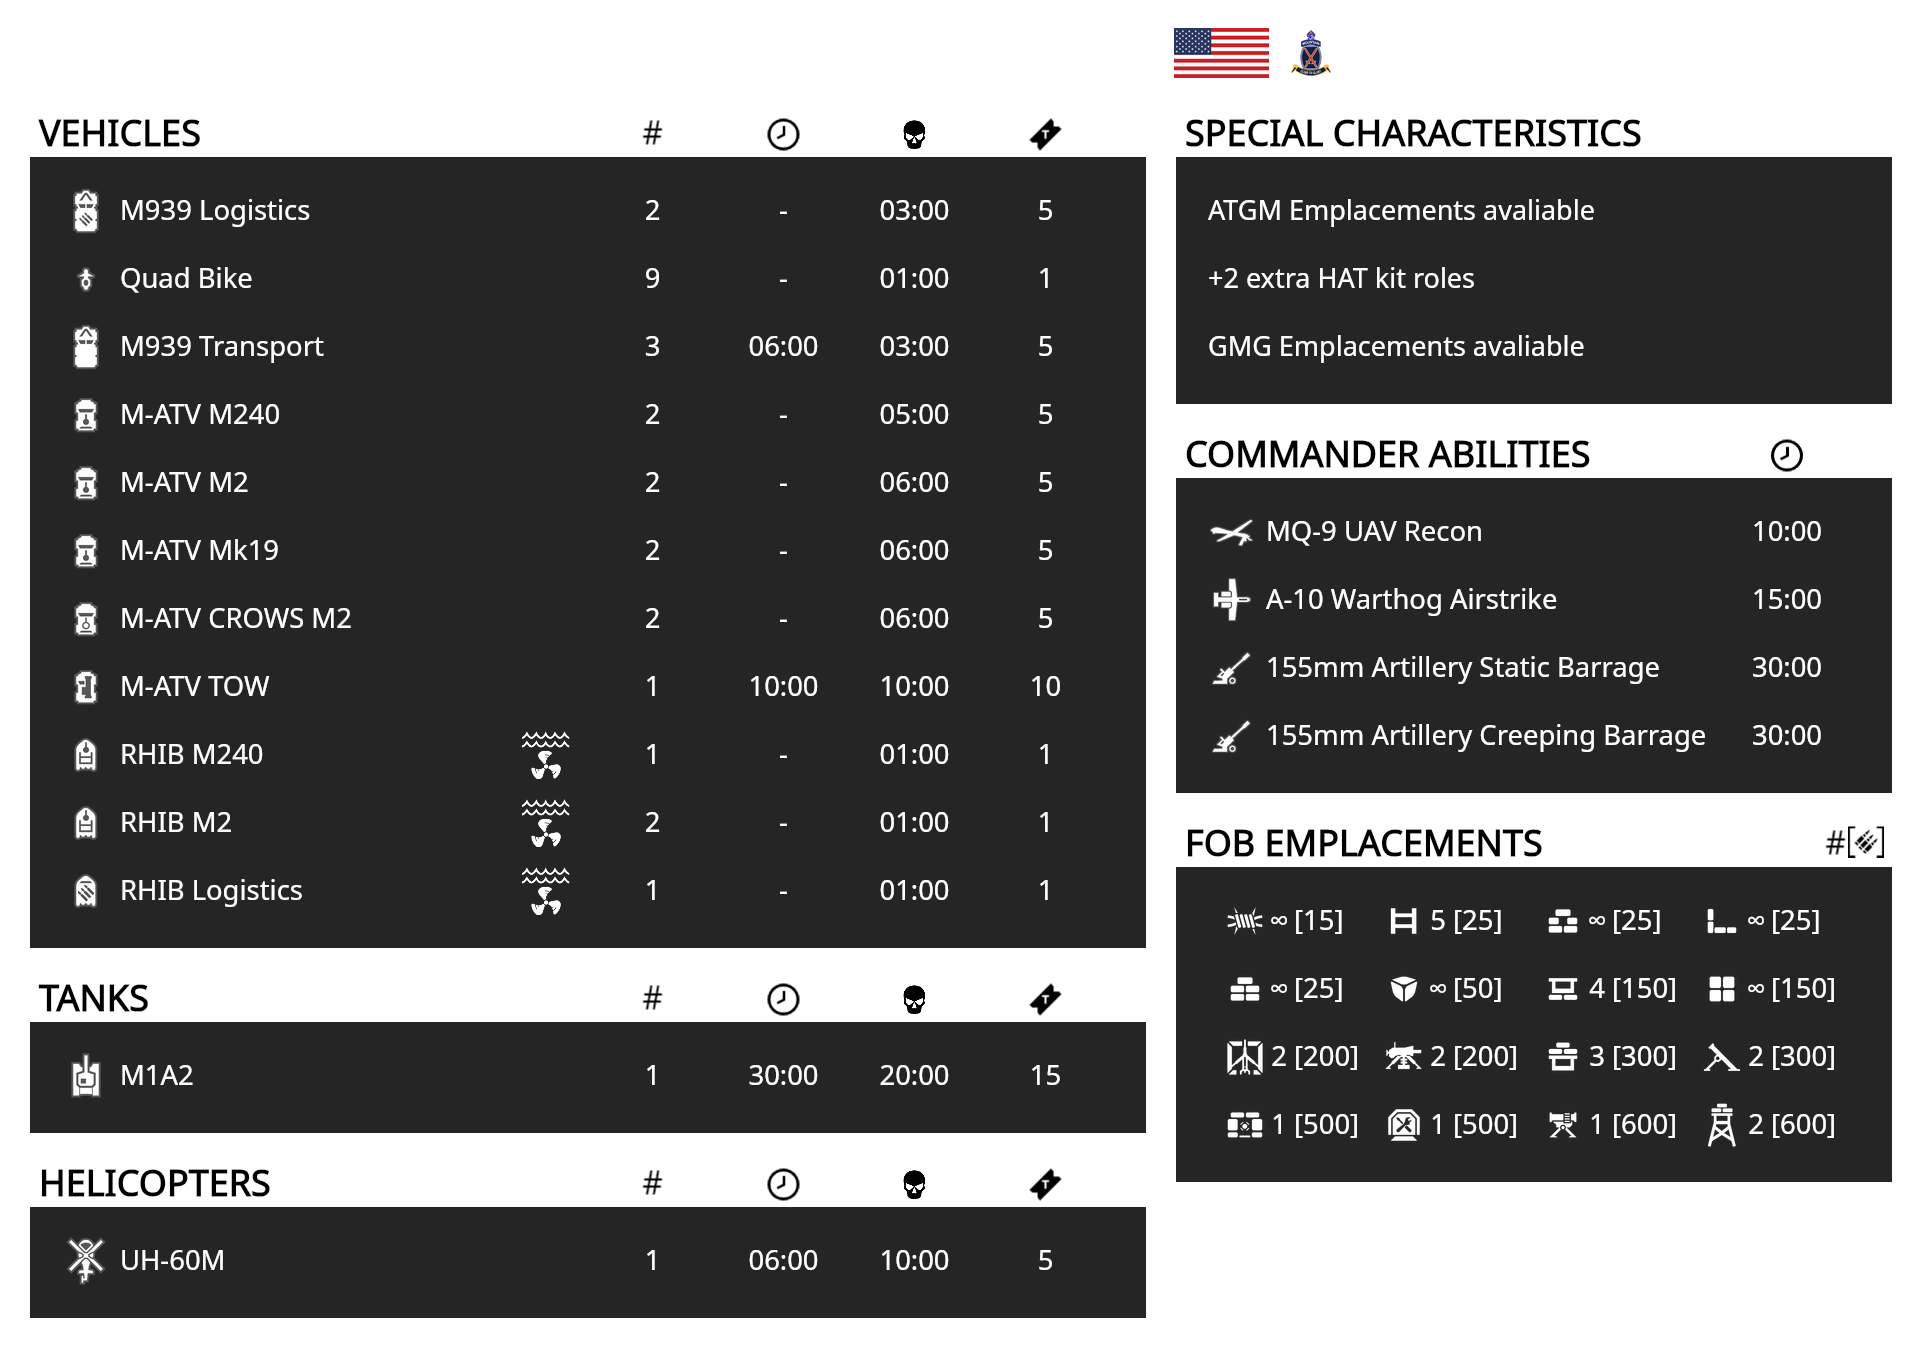 VEHICLES #
M939 Logistics 2 - 03:00 5
Quad Bike 9 - 01:00 1
M939 Transport 3 06:00 03:00 5
M-ATV M240 2 - 05:00 5
M-ATV M2 2 - 06:00 5
M-ATV Mk19 2 - 06:00 5
M-ATV CROWS M2 2 - 06:00 5
M-ATV TOW 1 10:00 10:00 10
RHIB M240 1 - 01:00 1
RHIB M2 2 - 01:00 1
RHIB Logistics 1 - 01:00 1
TANKS #
M1A2 1 30:00 20:00 15
HELICOPTERS #
UH-60M 1 06:00 10:00 5
SPECIAL CHARACTERISTICS
ATGM Emplacements avaliable
+2 extra HAT kit roles
GMG Emplacements avaliable
COMMANDER ABILITIES
MQ-9 UAV Recon 10:00
A-10 Warthog Airstrike 15:00
155mm Artillery Static Barrage 30:00
155mm Artillery Creeping Barrage 30:00
FOB EMPLACEMENTS #[]
∞ [15] 5 [25] ∞ [25] ∞ [25]
∞ [25] ∞ [50] 4 [150] ∞ [150]
2 [200] 2 [200] 3 [300] 2 [300]
1 [500] 1 [500] 1 [600] 2 [600]